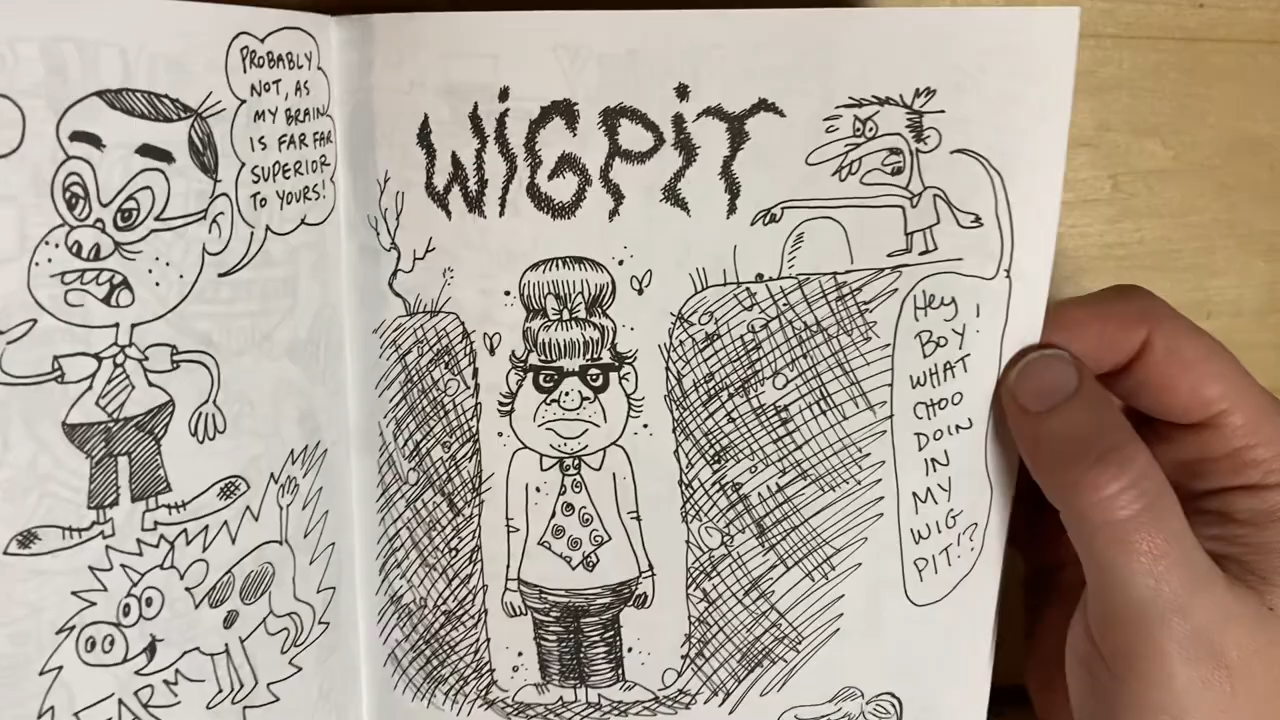 PROBABLY
NOT, AS
MY BRAIN
IS FAR FAR
SUPERIOR
TO YOURS!
WiGPiT
Hey
BOY!
WHAT
CHOO
DOIN
IN
MY
WIG
PIT!?
FARM